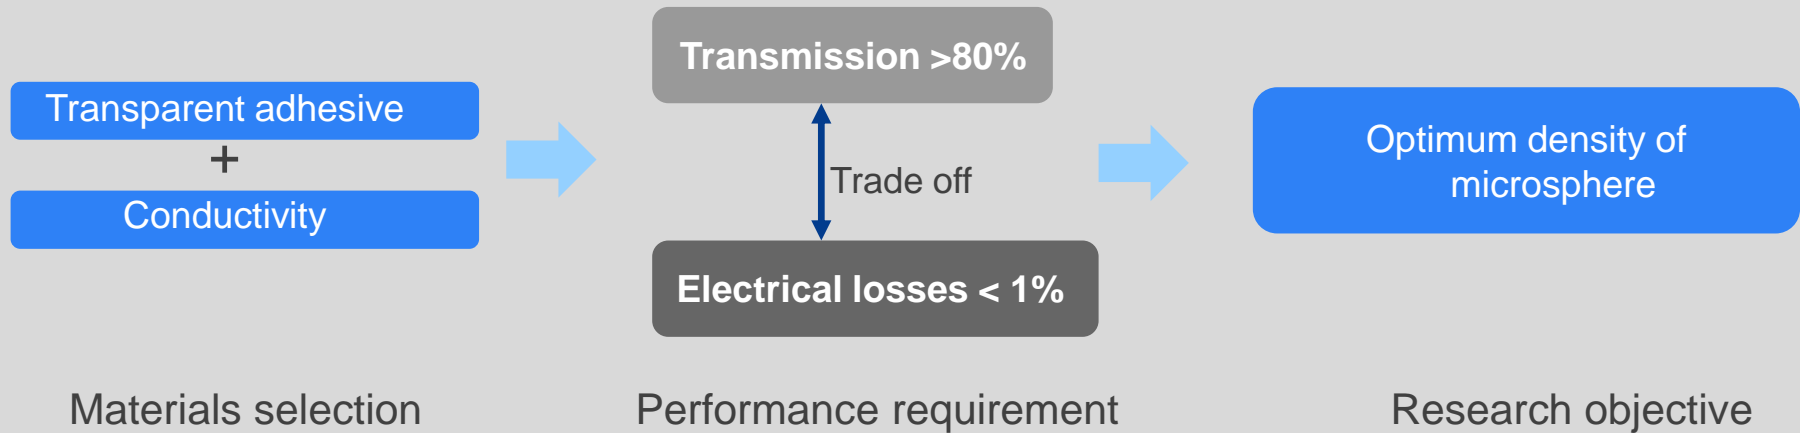 Transparent adhesive
+
Conductivity
Materials selection
Transmission >80%
Trade off
Electrical losses < 1%
Performance requirement
Optimum density of
microsphere
Research objective